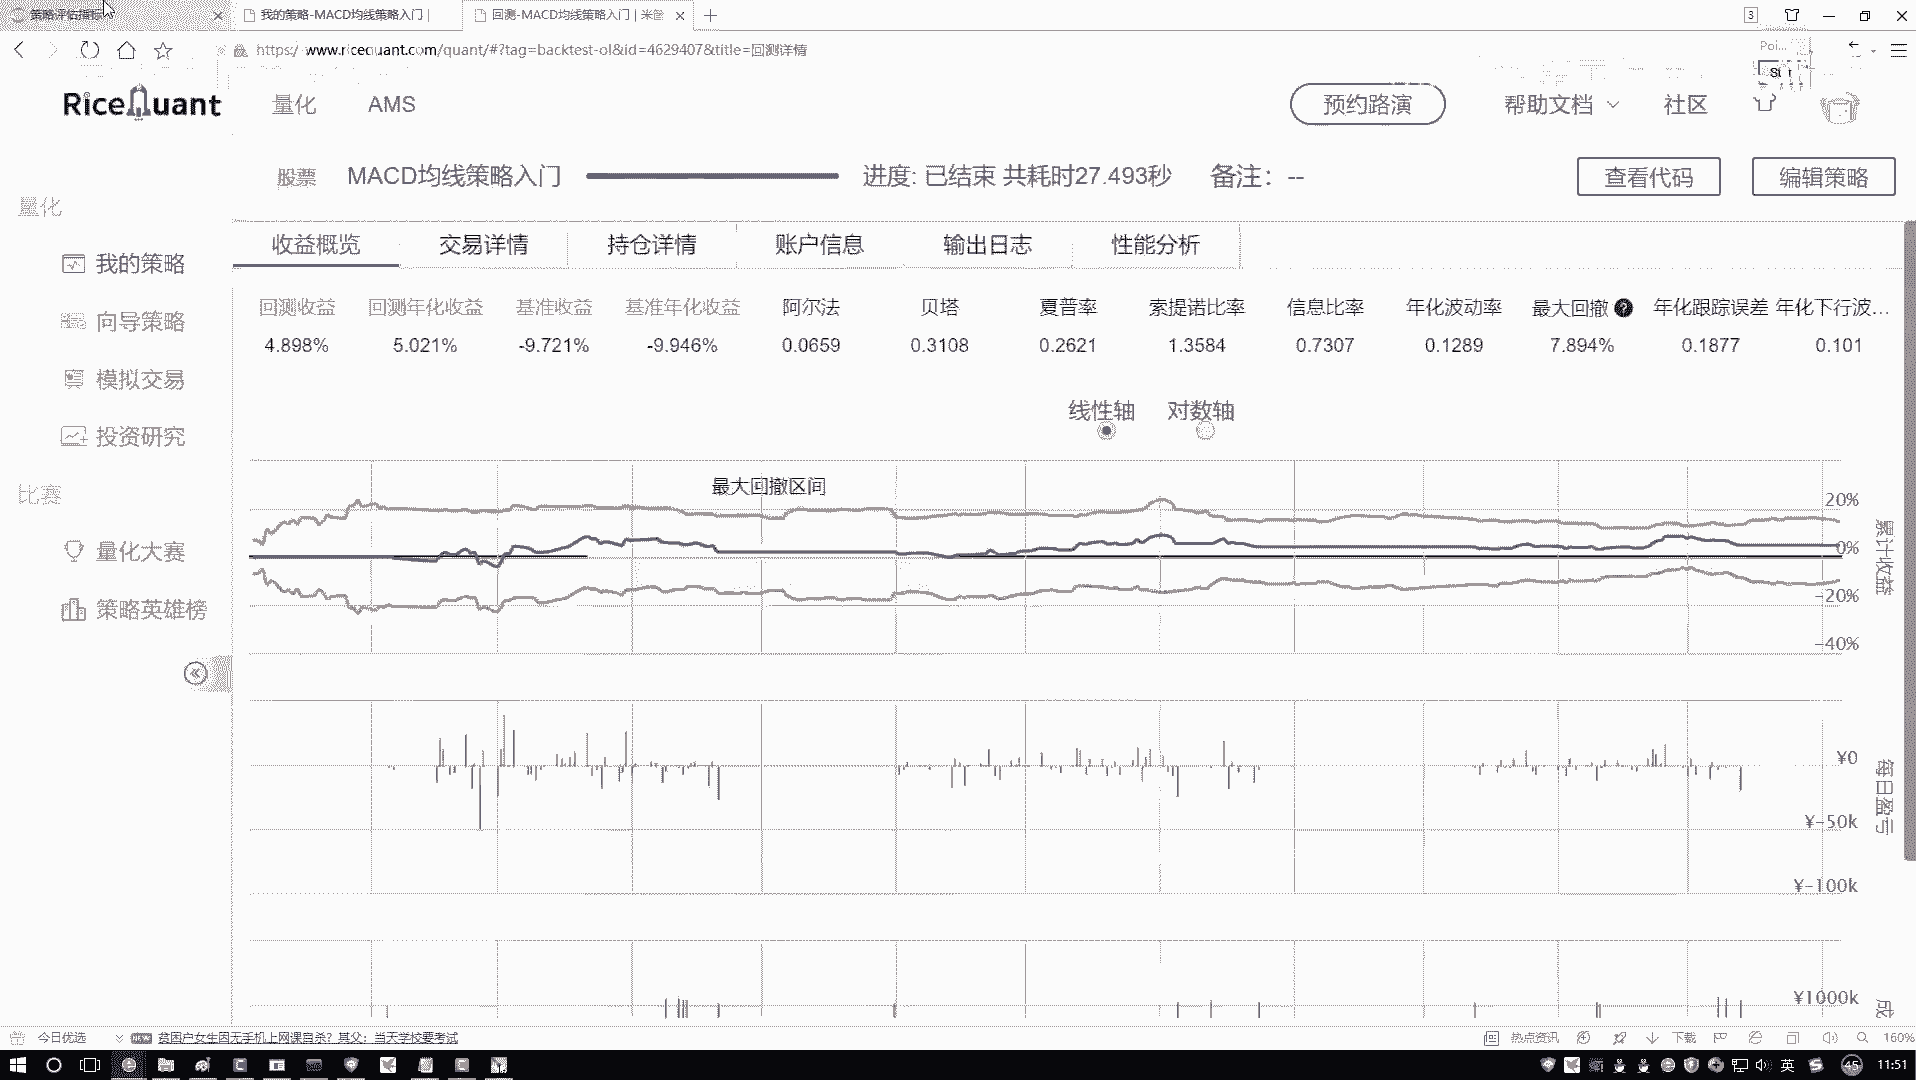 策略评估指标
我的策略-MACD均线策略入门 |
回测-MACD均线策略入门 | 米筐
3
https://www.ricequant.com/quant/#?tag=backtest-ol&id=4629407&title=回测详情
Poi...
RiceQuant
量化
AMS
预约路演
帮助文档
社区
股票
MACD均线策略入门
进度: 已结束 共耗时27.493秒
备注: --
查看代码
编辑策略
量化
我的策略
向导策略
模拟交易
投资研究
比赛
量化大赛
策略英雄榜
收益概览
交易详情
持仓详情
账户信息
输出日志
性能分析
回测收益 回测年化收益 基准收益 基准年化收益 阿尔法 贝塔 夏普率 索提诺比率 信息比率 年化波动率 最大回撤 ? 年化跟踪误差 年化下行波...
4.898% 5.021% -9.721% -9.946% 0.0659 0.3108 0.2621 1.3584 0.7307 0.1289 7.894% 0.1877 0.101
线性轴 对数轴
最大回撤区间
20%
0%
-20%
-40%
累计收益
¥0
¥-50k
¥-100k
每日盈亏
¥1000k
成
今日优选
NEW
贫困户女生因无手机上网课自杀？其父：当天学校要考试
热点资讯
下载
160%
英
45
11:51